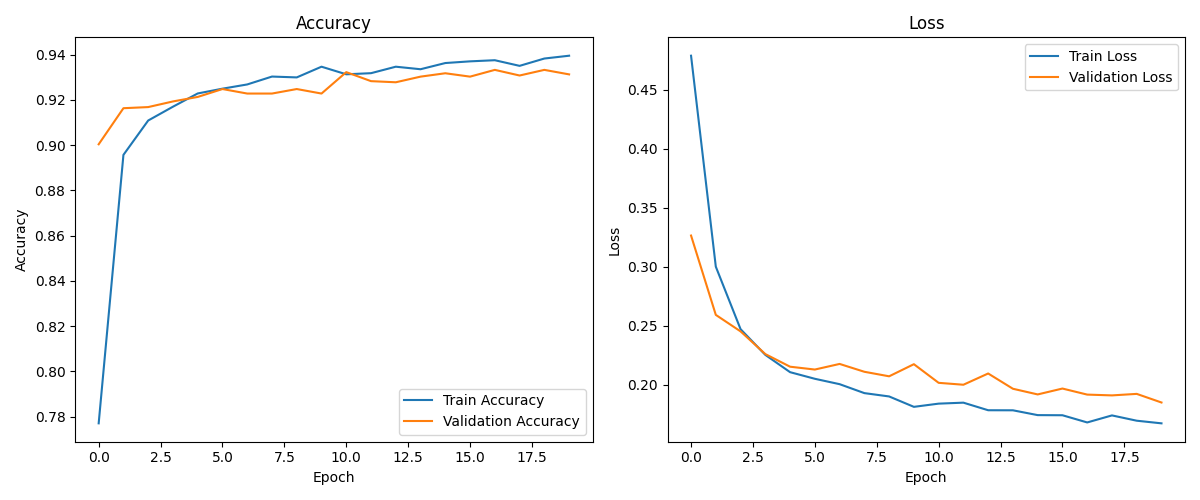 Accuracy
0.94
0.92
0.90
0.88
0.86
0.84
0.82
0.80
0.78
Accuracy
Train Accuracy
Validation Accuracy
0.0 2.5 5.0 7.5 10.0 12.5 15.0 17.5
Epoch
Loss
0.45
0.40
0.35
0.30
0.25
0.20
Loss
Train Loss
Validation Loss
0.0 2.5 5.0 7.5 10.0 12.5 15.0 17.5
Epoch